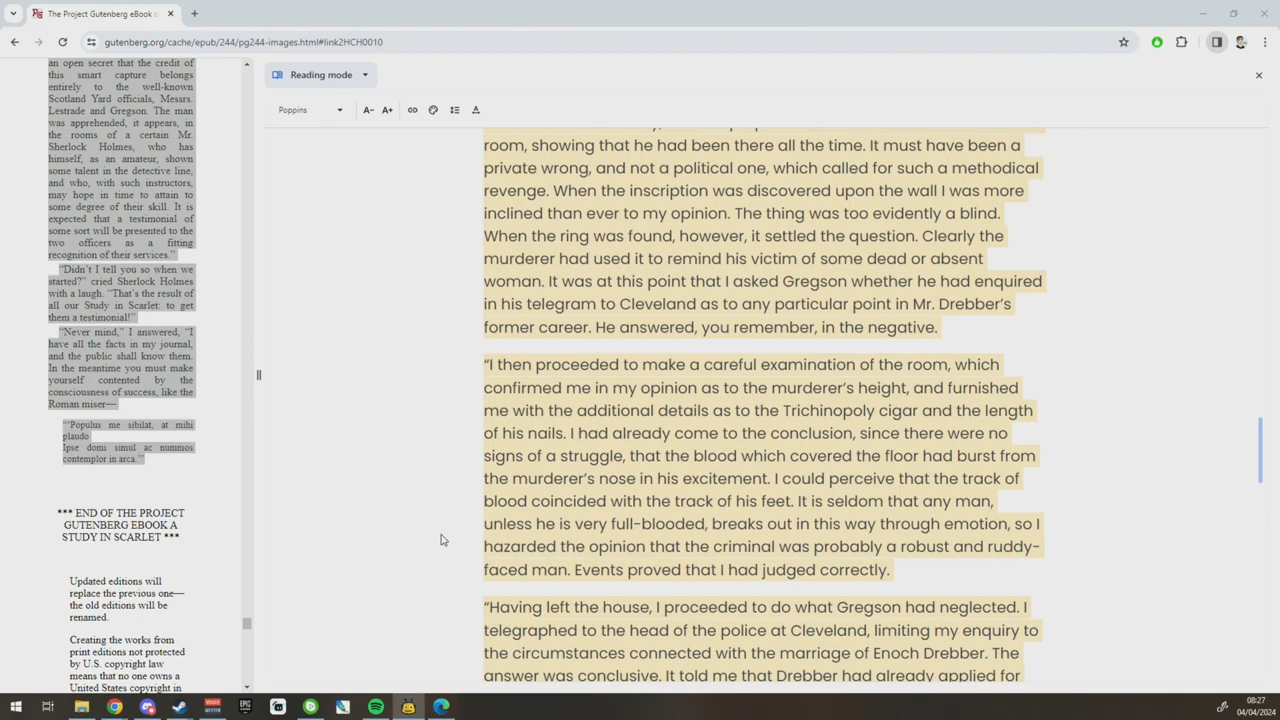 The Project Gutenberg eBook o
gutenberg.org/cache/epub/244/pg244-images.html#link2HCH0010
an open secret that the credit of
this smart capture belongs
entirely to the well-known
Scotland Yard officials, Messrs.
Lestrade and Gregson. The man
was apprehended, it appears, in
the rooms of a certain Mr.
Sherlock Holmes, who has
himself, as an amateur, shown
some talent in the detective line,
and who, with such instructors,
may hope in time to attain to
some degree of their skill. It is
expected that a testimonial of
some sort will be presented to the
two officers as a fitting
recognition of their services.”
“Didn’t I tell you so when we
started?” cried Sherlock Holmes
with a laugh. “That’s the result of
all our Study in Scarlet: to get
them a testimonial!”
“Never mind,” I answered, “I
have all the facts in my journal,
and the public shall know them.
In the meantime you must make
yourself contented by the
consciousness of success, like the
Roman miser—
“‘Populus me sibilat, at mihi
plaudo
Ipse domi simul ac nummos
contemplor in arca.’”
*** END OF THE PROJECT
GUTENBERG EBOOK A
STUDY IN SCARLET ***
Updated editions will
replace the previous one—
the old editions will be
renamed.
Creating the works from
print editions not protected
by U.S. copyright law
means that no one owns a
United States copyright in
Reading mode
Poppins
A-
A+
room, showing that he had been there all the time. It must have been a
private wrong, and not a political one, which called for such a methodical
revenge. When the inscription was discovered upon the wall I was more
inclined than ever to my opinion. The thing was too evidently a blind.
When the ring was found, however, it settled the question. Clearly the
murderer had used it to remind his victim of some dead or absent
woman. It was at this point that I asked Gregson whether he had enquired
in his telegram to Cleveland as to any particular point in Mr. Drebber’s
former career. He answered, you remember, in the negative.
“I then proceeded to make a careful examination of the room, which
confirmed me in my opinion as to the murderer’s height, and furnished
me with the additional details as to the Trichinopoly cigar and the length
of his nails. I had already come to the conclusion, since there were no
signs of a struggle, that the blood which covered the floor had burst from
the murderer’s nose in his excitement. I could perceive that the track of
blood coincided with the track of his feet. It is seldom that any man,
unless he is very full-blooded, breaks out in this way through emotion, so I
hazarded the opinion that the criminal was probably a robust and ruddy-
faced man. Events proved that I had judged correctly.
“Having left the house, I proceeded to do what Gregson had neglected. I
telegraphed to the head of the police at Cleveland, limiting my enquiry to
the circumstances connected with the marriage of Enoch Drebber. The
answer was conclusive. It told me that Drebber had already applied for
EPIC
08:27
04/04/2024